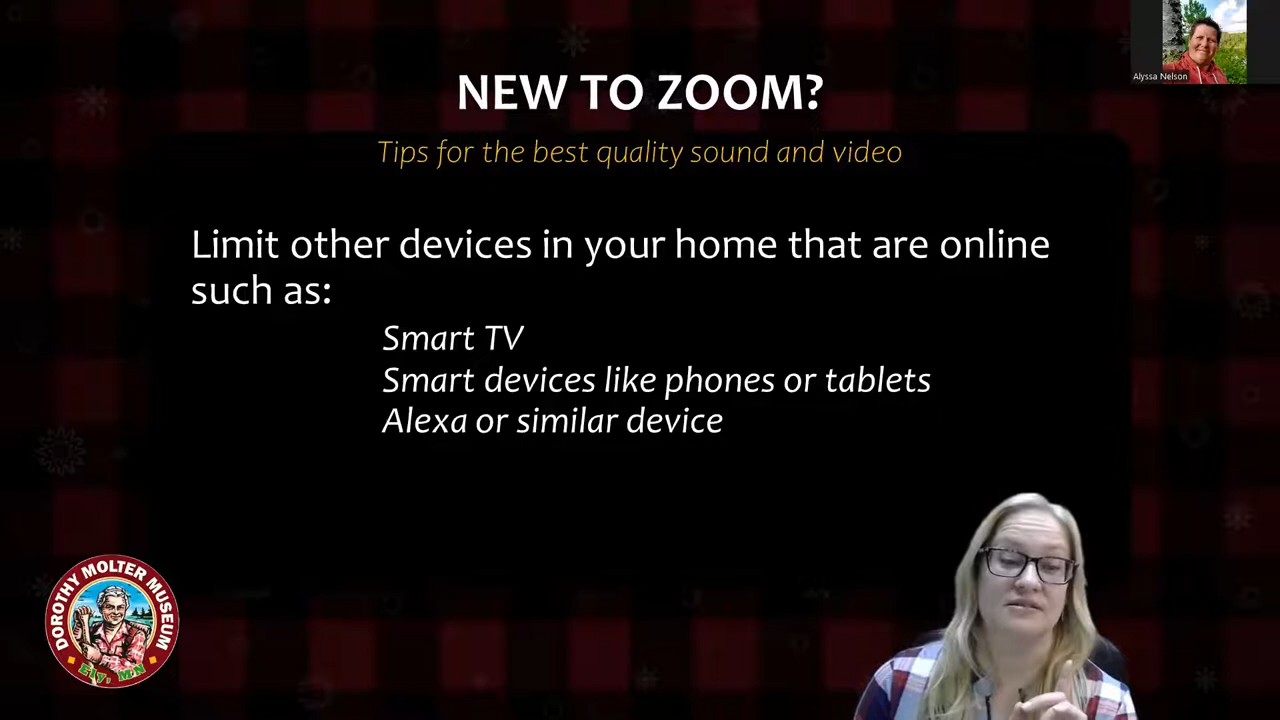 Alyssa Nelson
NEW TO ZOOM?
Tips for the best quality sound and video
Limit other devices in your home that are online
such as:
Smart TV
Smart devices like phones or tablets
Alexa or similar device
DOROTHY MOLTER MUSEUM
Ely, MN